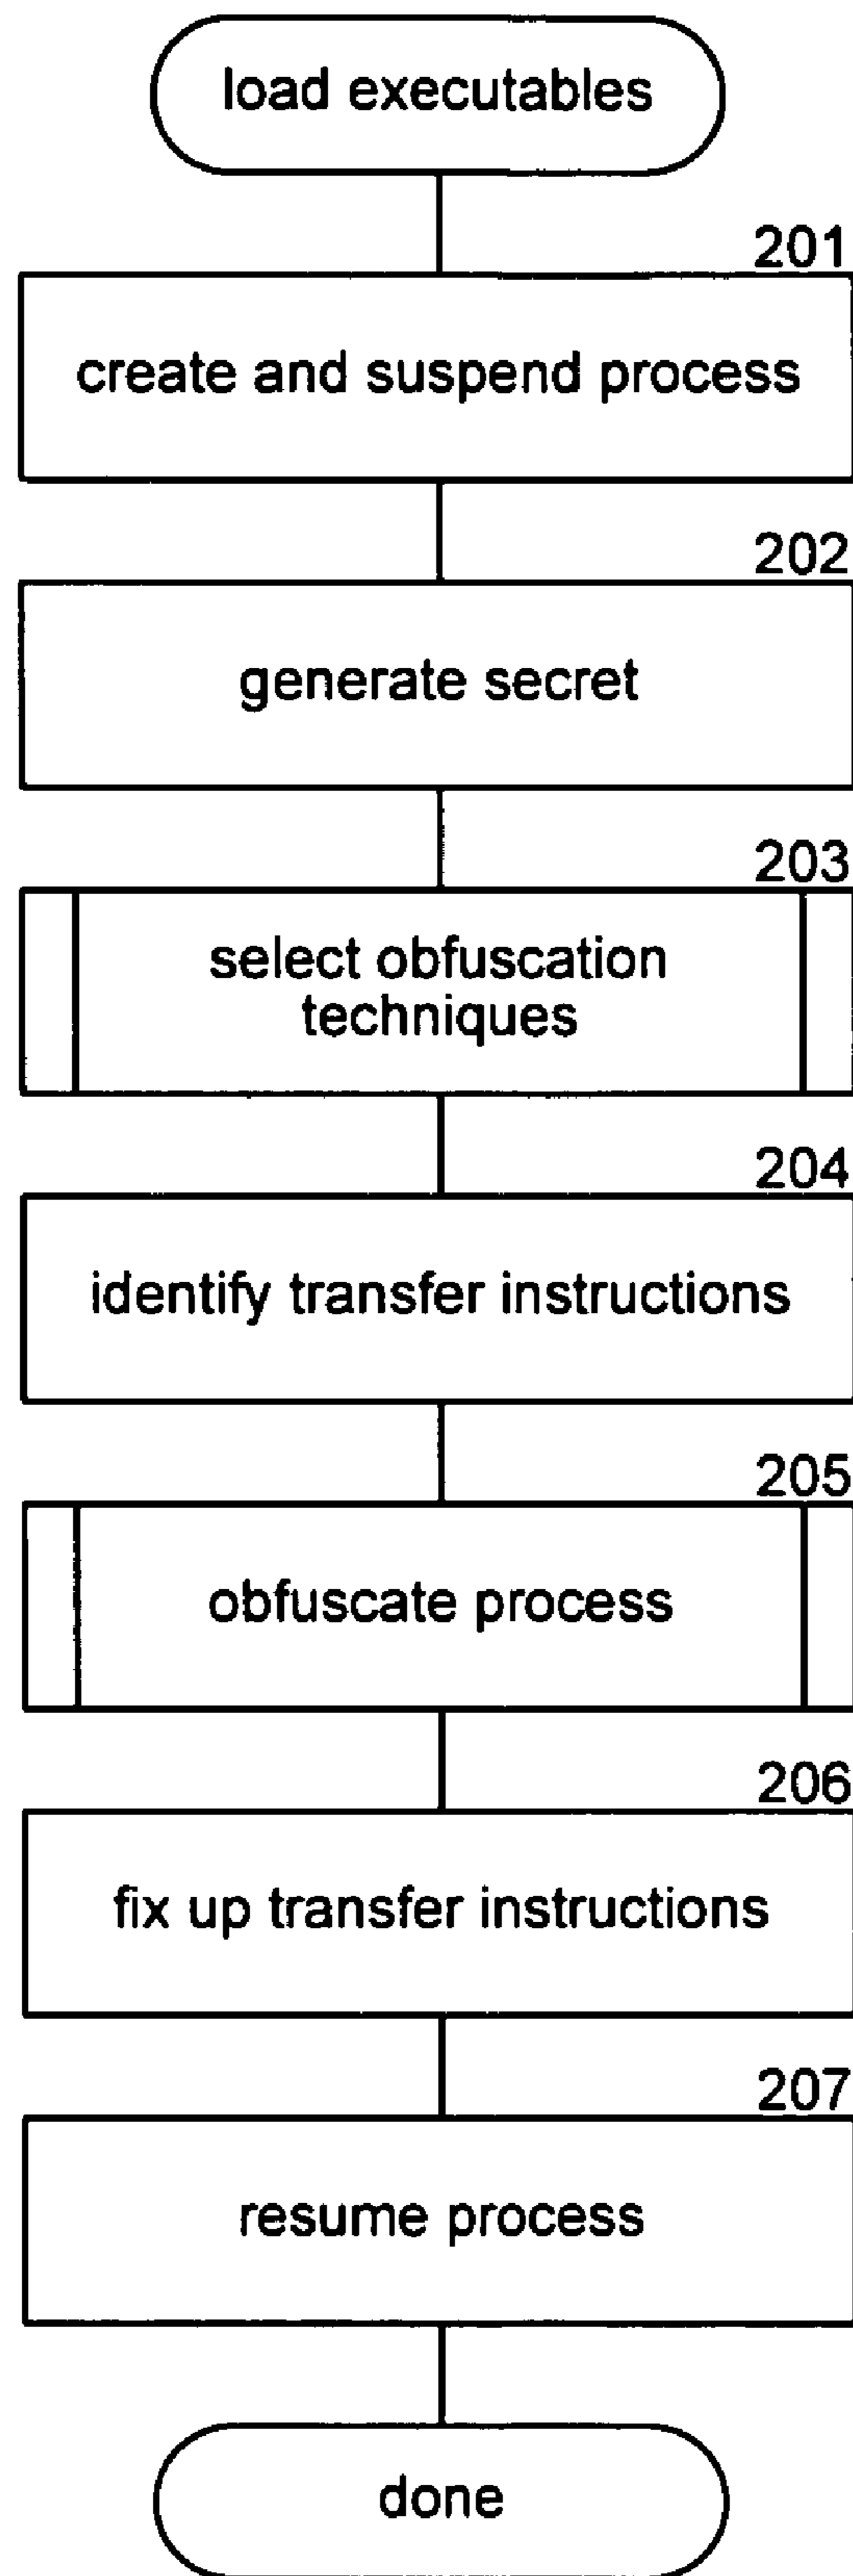 load executables
201
create and suspend process
202
generate secret
203
select obfuscation
techniques
204
identify transfer instructions
205
obfuscate process
206
fix up transfer instructions
207
resume process
done